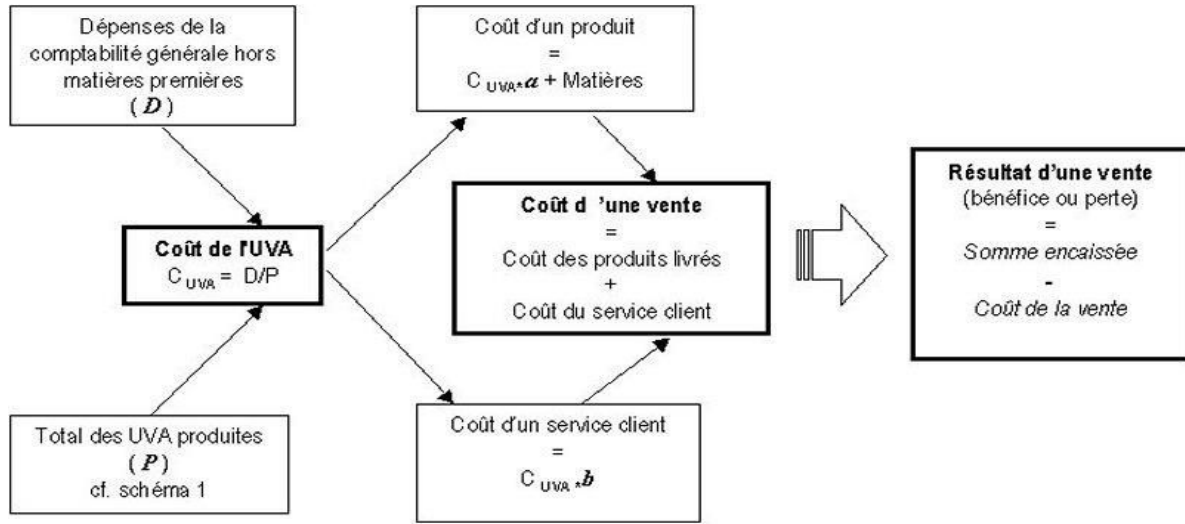 Dépenses de la
comptabilité générale hors
matières premières
( D )
Total des UVA produites
( P )
cf. schéma 1
Coût de l'UVA
C UVA = D/P
Coût d'un produit
=
C UVA* a + Matières
Coût d 'une vente
=
Coût des produits livrés
+
Coût du service client
Coût d'un service client
=
C UVA * b
Résultat d'une vente
(bénéfice ou perte)
=
Somme encaissée
-
Coût de la vente